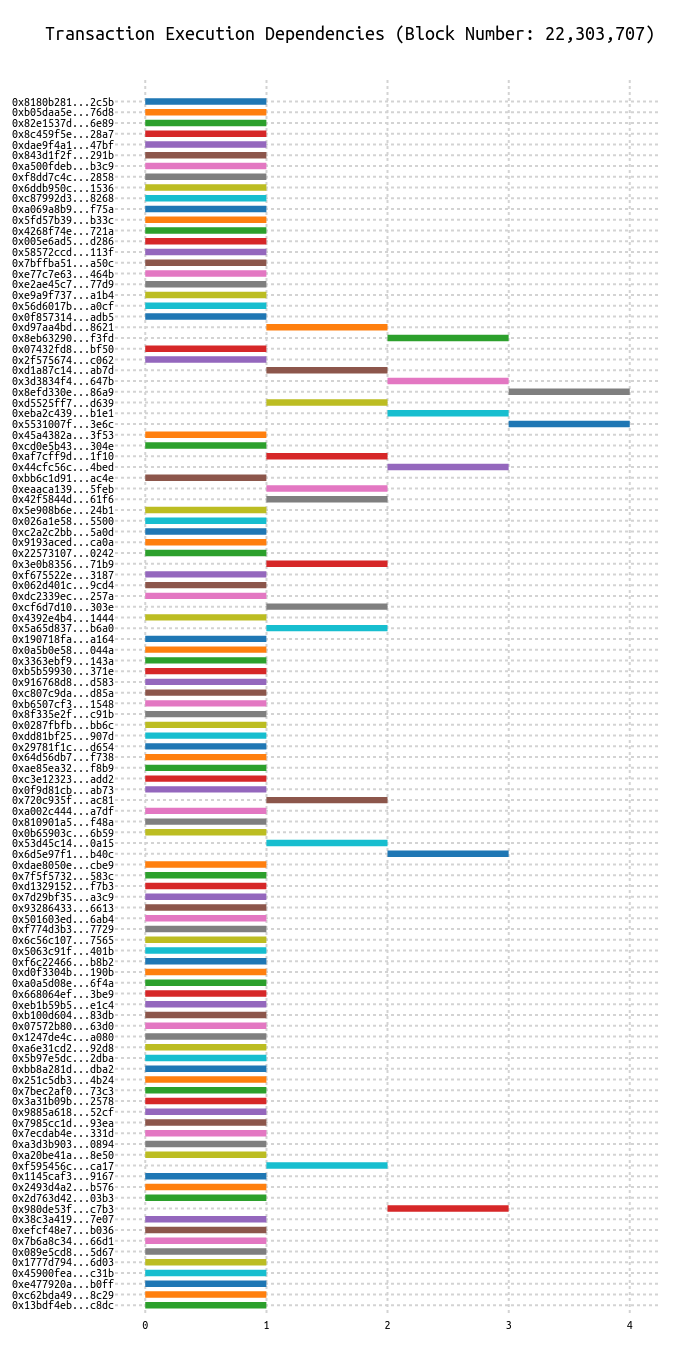 Transaction Execution Dependencies (Block Number: 22,303,707)
0x8180b281...2c5b
0xb05daa5e...76d8
0x82e1537d...6e89
0x8c459f5e...28a7
0xdae9f4a1...47bf
0x843d1f2f...291b
0xa500fdeb...b3c9
0xf8dd7c4c...2858
0x6ddb950c...1536
0xc87992d3...8268
0xa069a8b9...f75a
0x5fd57b39...b33c
0x4268f74e...721a
0x005e6ad5...d286
0x58572ccd...113f
0x7bffba51...a50c
0xe77c7e63...464b
0xe2ae45c7...77d9
0xe9a9f737...a1b4
0x56d6017b...a0cf
0x0f857314...adb5
0xd97aa4bd...8621
0x8eb63290...f3fd
0x07432fd8...bf50
0x2f575674...c062
0xd1a87c14...ab7d
0x3d3834f4...647b
0x8efd330e...86a9
0xd5525ff7...d639
0xeba2c439...b1e1
0x5531007f...3e6c
0x45a4382a...3f53
0xcd0e5b43...304e
0xaf7cff9d...1f10
0x44cfc56c...4bed
0xbb6c1d91...ac4e
0xeaaca139...5feb
0x42f5844d...61f6
0x5e908b6e...24b1
0x026a1e58...5500
0xc2a2c2bb...5a0d
0x9193aced...ca0a
0x22573107...0242
0x3e0b8356...71b9
0xf675522e...3187
0x062d401c...9cd4
0xdc2339ec...257a
0xcf6d7d10...303e
0x4392e4b4...1444
0x5a65d837...b6a0
0x190718fa...a164
0x0a5b0e58...044a
0x3363ebf9...143a
0xb5b59930...371e
0x916768d8...d583
0xc807c9da...d85a
0xb6507cf3...1548
0x8f335e2f...c91b
0x0287fbfb...bb6c
0xdd81bf25...907d
0x29781f1c...d654
0x64d56db7...f738
0xae85ea32...f8b9
0xc3e12323...add2
0x0f9d81cb...ab73
0x720c935f...ac81
0xa002c444...a7df
0x810901a5...f48a
0x0b65903c...6b59
0x53d45c14...0a15
0x6d5e97f1...b40c
0xdae8050e...cbe9
0x7f5f5732...583c
0xd1329152...f7b3
0x7d29bf35...a3c9
0x93286433...6613
0x501603ed...6ab4
0xf774d3b3...7729
0x6c56c107...7565
0x5063c91f...401b
0xf6c22466...b8b2
0xd0f3304b...190b
0xa0a5d08e...6f4a
0x668064ef...3be9
0xeb1b59b5...e1c4
0xb100d604...83db
0x07572b80...63d0
0x1247de4c...a080
0xa6e31cd2...92d8
0x5b97e5dc...2dba
0xbb8a281d...dba2
0x251c5db3...4b24
0x7bec2af0...73c3
0x3a31b09b...2578
0x9885a618...52cf
0x7985cc1d...93ea
0x7ecdab4e...331d
0xa3d3b903...0894
0xa20be41a...8e50
0xf595456c...ca17
0x1145caf3...9167
0x2493d4a2...b576
0x2d763d42...03b3
0x980de53f...c7b3
0x38c3a419...7e07
0xefcf48e7...b036
0x7b6a8c34...66d1
0x089e5cd8...5d67
0x1777d794...6d03
0x45900fea...c31b
0xe477920a...b0ff
0xc62bda49...8c29
0x13bdf4eb...c8dc
0 1 2 3 4